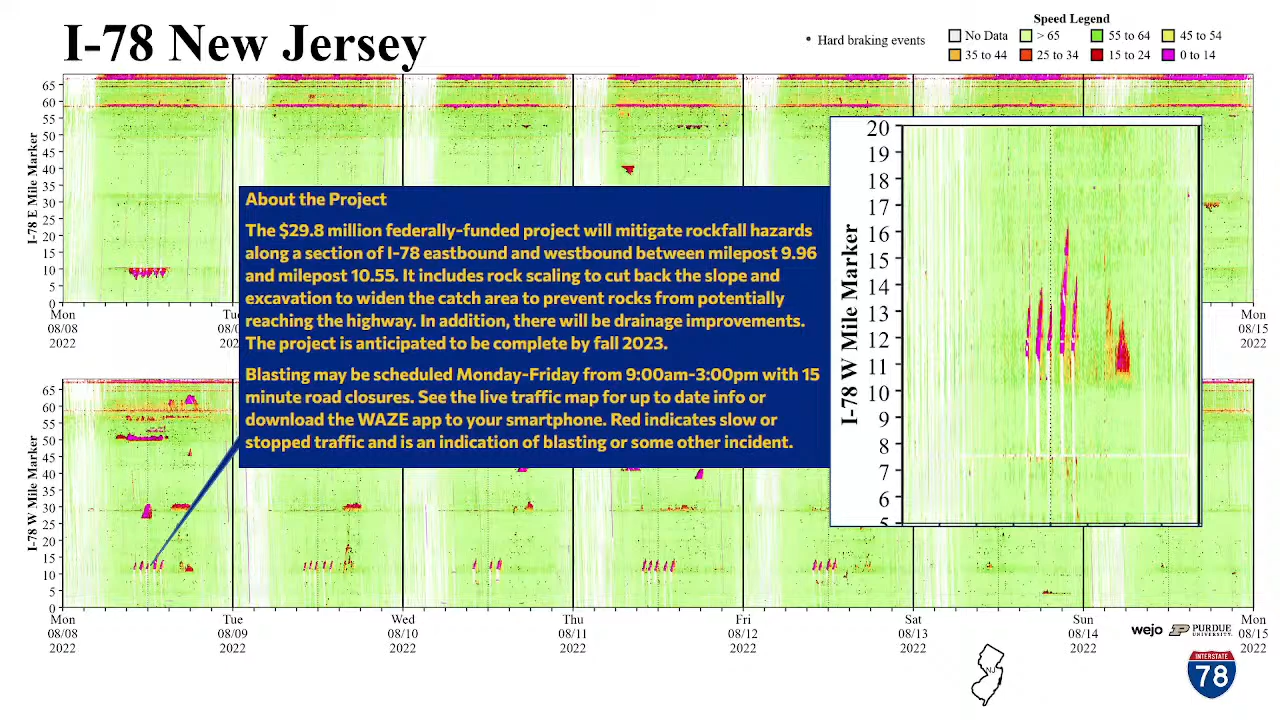 I-78 New Jersey
Speed Legend
Hard braking events
No Data
> 65
55 to 64
45 to 54
35 to 44
25 to 34
15 to 24
0 to 14
I-78 E Mile Marker
65
60
55
50
45
40
35
30
25
20
15
10
5
0
Mon
08/08
2022
Mon
08/15
2022
About the Project
The $29.8 million federally-funded project will mitigate rockfall hazards
along a section of I-78 eastbound and westbound between milepost 9.96
and milepost 10.55. It includes rock scaling to cut back the slope and
excavation to widen the catch area to prevent rocks from potentially
reaching the highway. In addition, there will be drainage improvements.
The project is anticipated to be complete by fall 2023.
Blasting may be scheduled Monday-Friday from 9:00am-3:00pm with 15
minute road closures. See the live traffic map for up to date info or
download the WAZE app to your smartphone. Red indicates slow or
stopped traffic and is an indication of blasting or some other incident.
I-78 W Mile Marker
20
19
18
17
16
15
14
13
12
11
10
9
8
7
6
5
I-78 W Mile Marker
65
60
55
50
45
40
35
30
25
20
15
10
5
0
Mon
08/08
2022
Tue
08/09
2022
Wed
08/10
2022
Thu
08/11
2022
Fri
08/12
2022
Sat
08/13
2022
Sun
08/14
2022
Mon
08/15
2022
wejo
PURDUE
UNIVERSITY
NJ
INTERSTATE
78